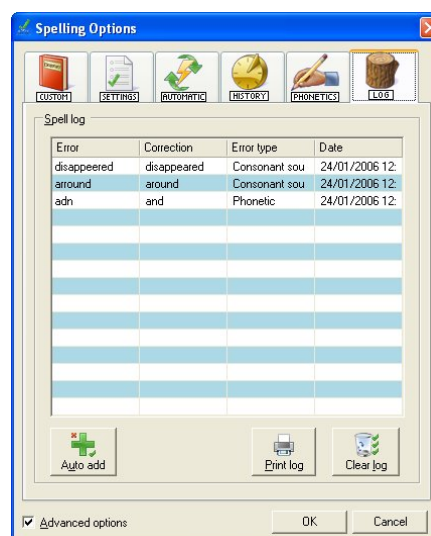 Spelling Options
CUSTOM SETTINGS AUTOMATIC HISTORY PHONETICS LOG
Spell log
Error Correction Error type Date
disappeered disappeared Consonant sou 24/01/2006 12:
arround around Consonant sou 24/01/2006 12:
adn and Phonetic 24/01/2006 12:
Auto add Print log Clear log
Advanced options OK Cancel